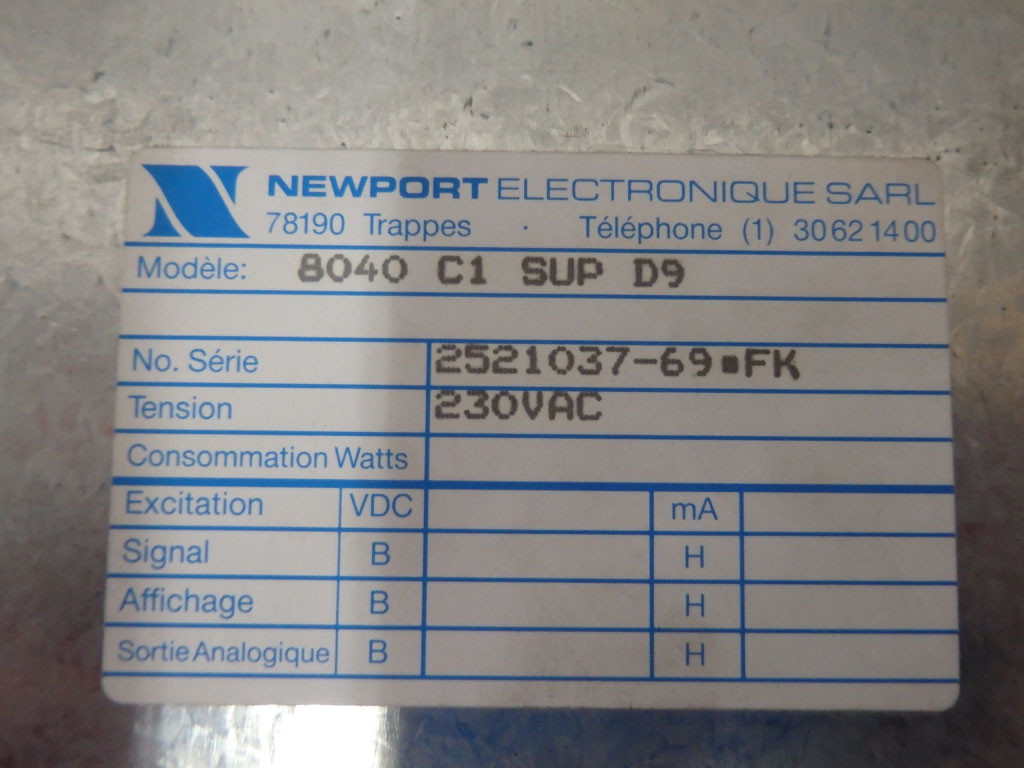 NEWPORT ELECTRONIQUE SARL
78190 Trappes · Téléphone (1) 30621400
Modèle: 8040 C1 SUP D9
No. Série 2521037-69▪FK
Tension 230VAC
Consommation Watts
Excitation VDC mA
Signal B H
Affichage B H
Sortie Analogique B H